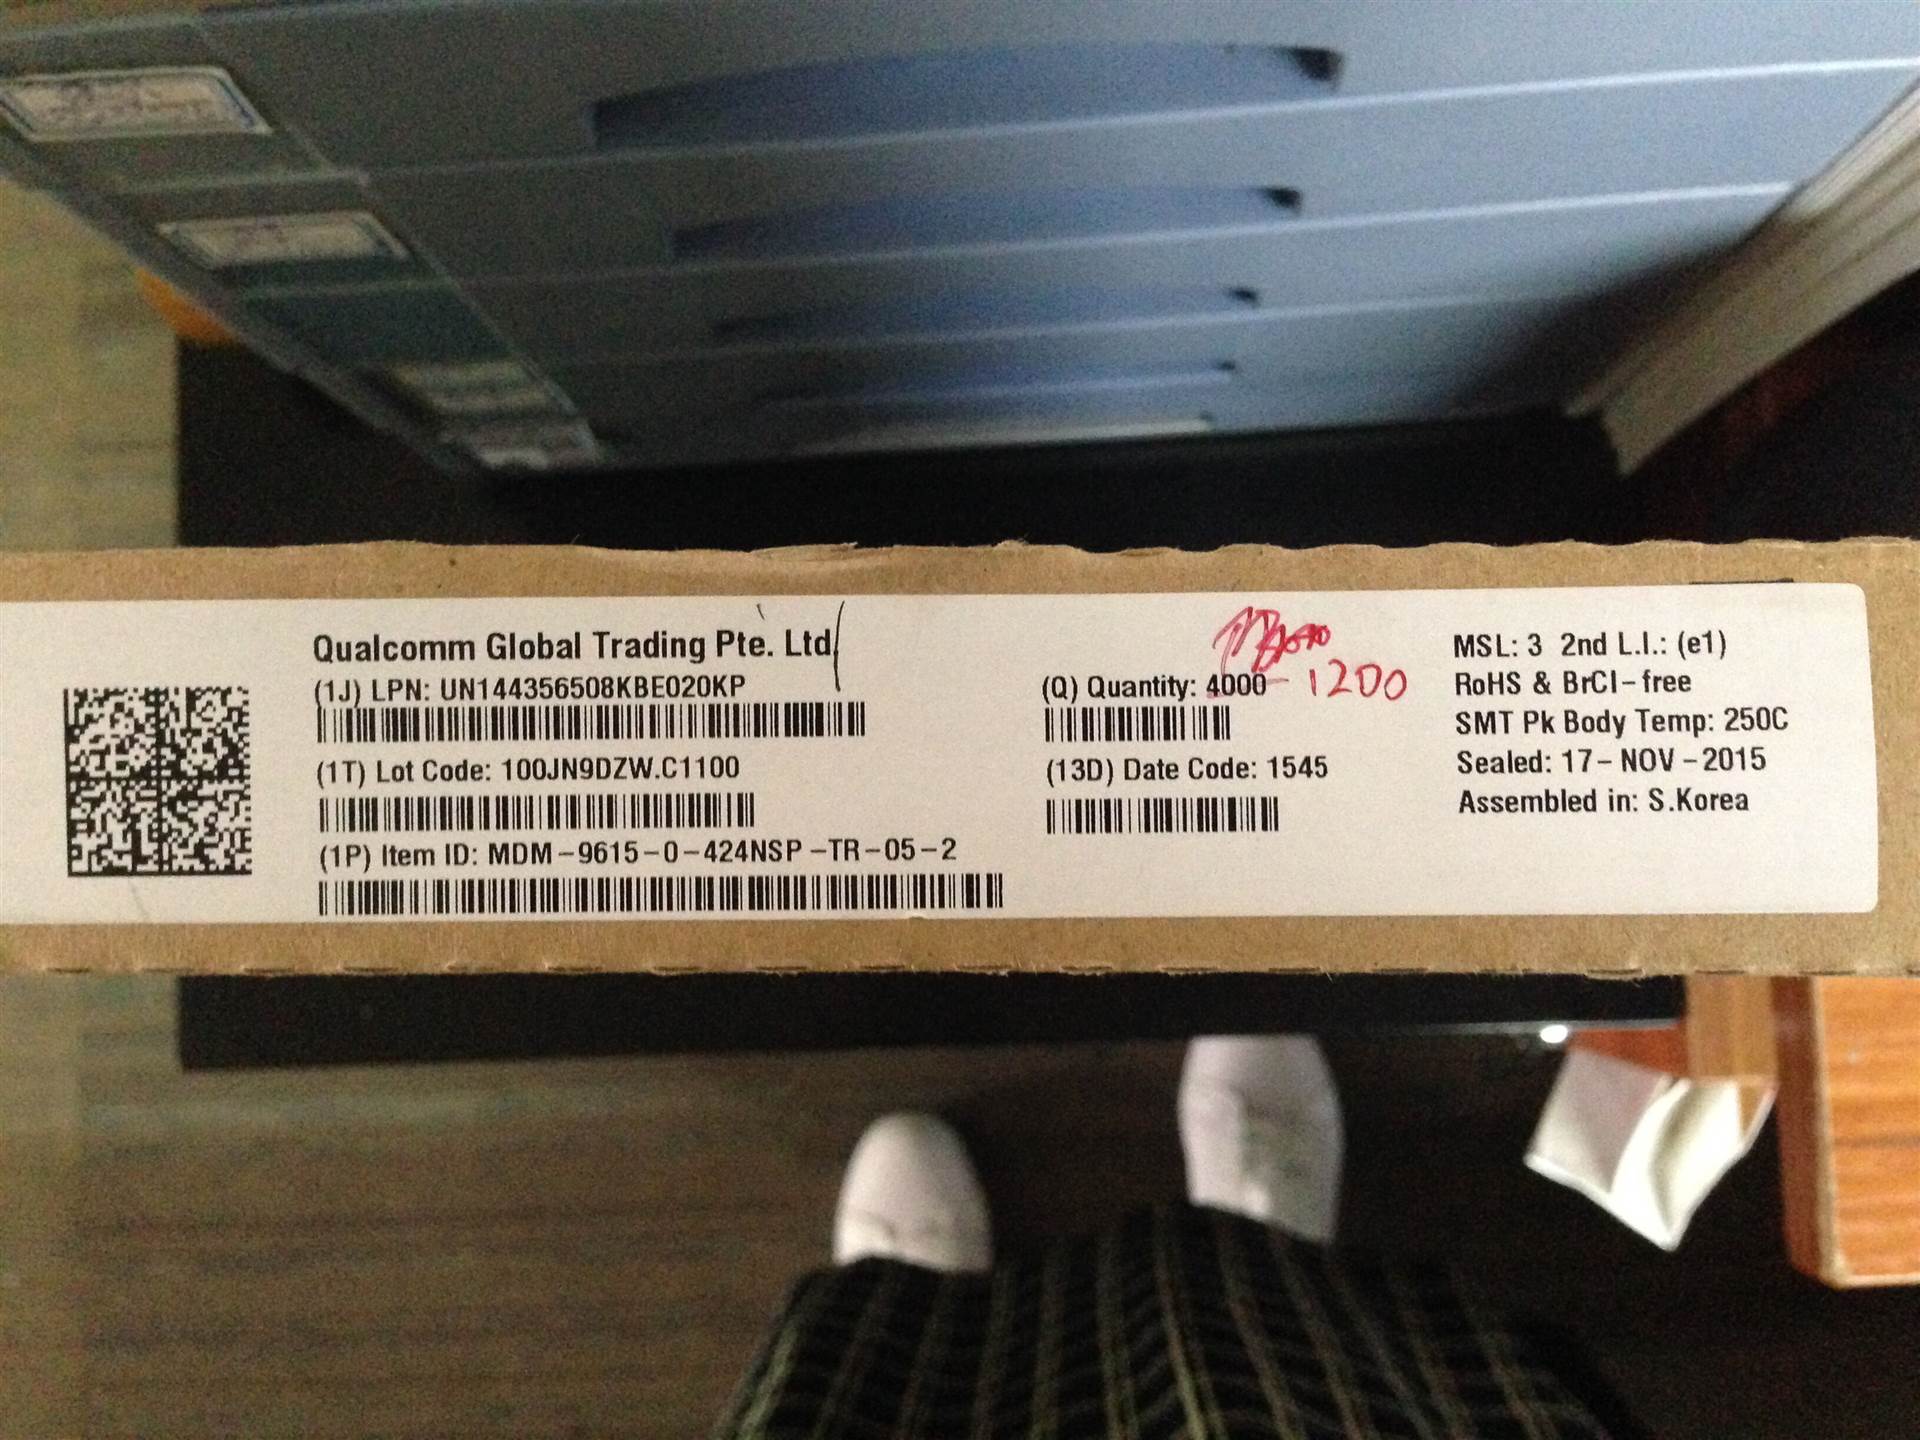 Qualcomm Global Trading Pte. Ltd
(1J) LPN: UN144356508KBE020KP
(1T) Lot Code: 100JN9DZW.C1100
(1P) Item ID: MDM-9615-0-424NSP-TR-05-2
(Q) Quantity: 4000 1200
(13D) Date Code: 1545
MSL: 3 2nd L.I.: (e1)
RoHS & BrCl-free
SMT Pk Body Temp: 250C
Sealed: 17-NOV-2015
Assembled in: S.Korea